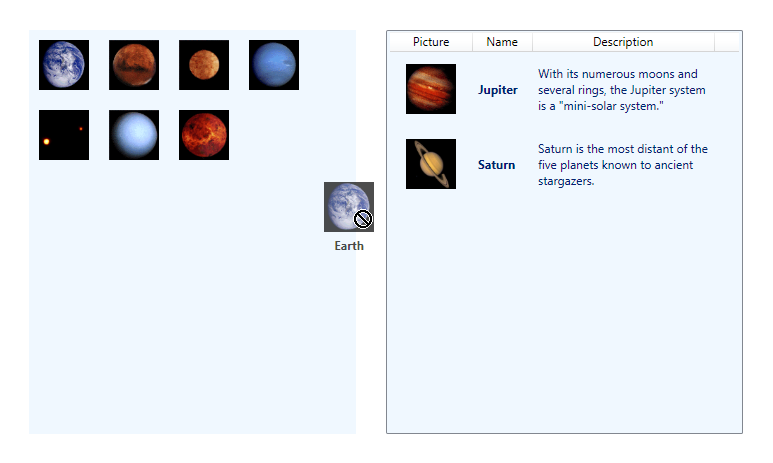 Picture Name Description
Jupiter
With its numerous moons and
several rings, the Jupiter system
is a "mini-solar system."
Saturn
Saturn is the most distant of the
five planets known to ancient
stargazers.
Earth